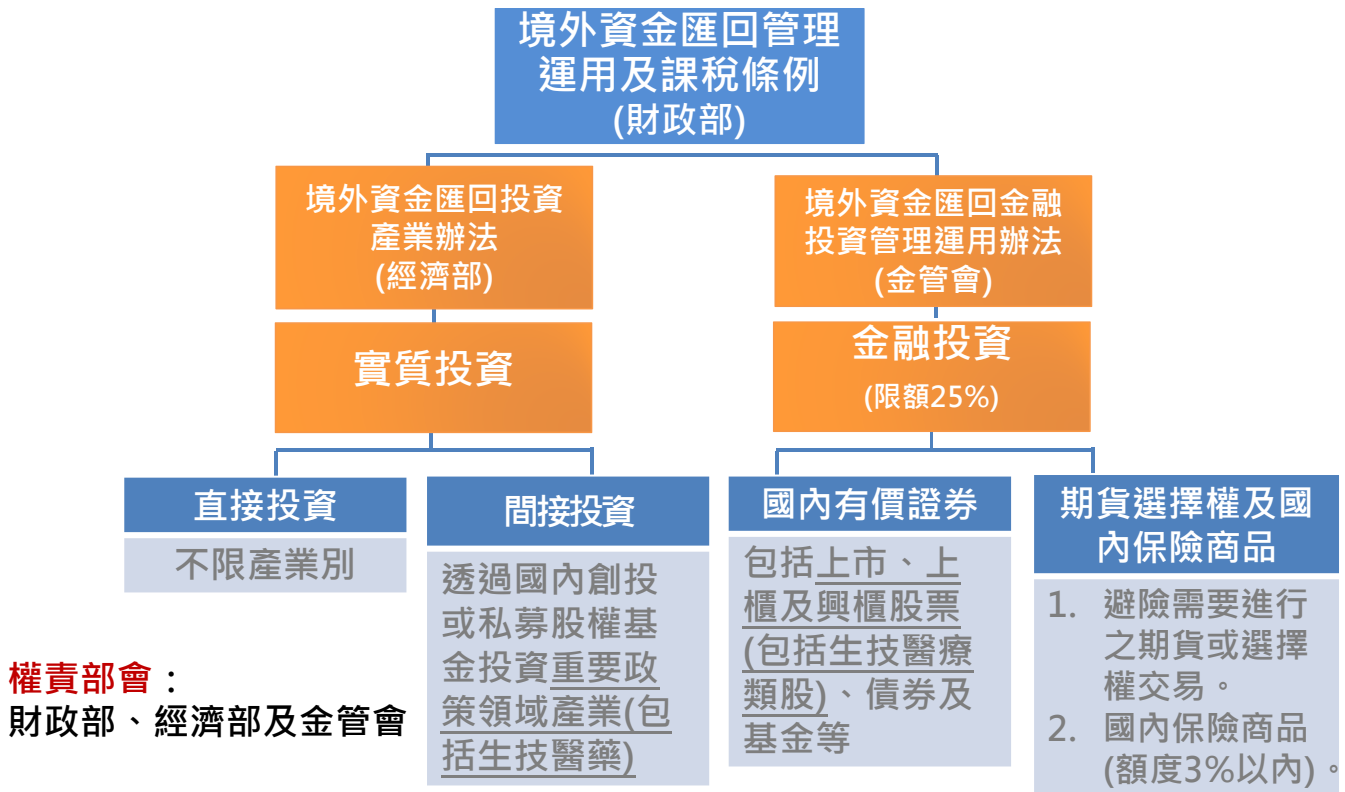 境外資金匯回管理
運用及課稅條例
(財政部)
境外資金匯回投資
產業辦法
(經濟部)
境外資金匯回金融
投資管理運用辦法
(金管會)
實質投資
金融投資
(限額25%)
直接投資
不限產業別
間接投資
透過國內創投
或私募股權基
金投資重要政
策領域產業(包
括生技醫藥)
國內有價證券
包括上市、上
櫃及興櫃股票
(包括生技醫療
類股)、債券及
基金等
期貨選擇權及國
內保險商品
1. 避險需要進行
之期貨或選擇
權交易。
2. 國內保險商品
(額度3%以內)。
權責部會：
財政部、經濟部及金管會